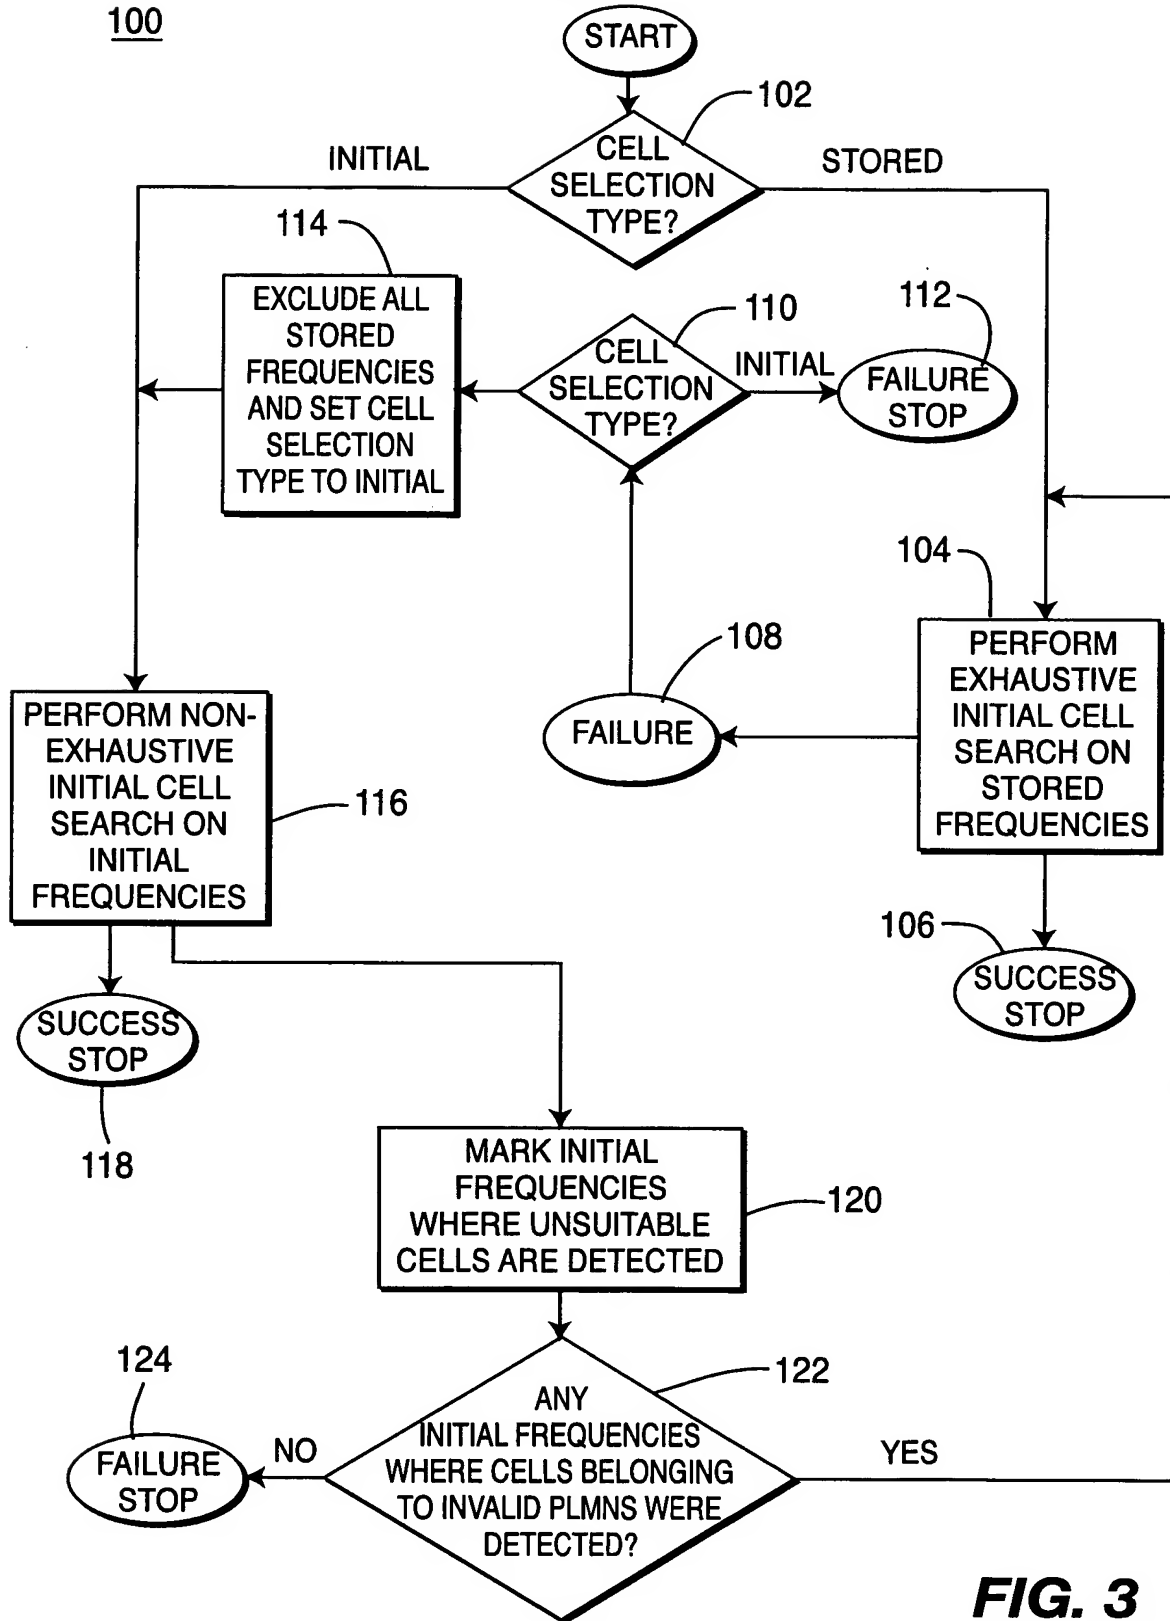 100
START
102
CELL
SELECTION
TYPE?
INITIAL
STORED
114
EXCLUDE ALL
STORED
FREQUENCIES
AND SET CELL
SELECTION
TYPE TO INITIAL
110
CELL
SELECTION
TYPE?
INITIAL
112
FAILURE
STOP
104
PERFORM
EXHAUSTIVE
INITIAL CELL
SEARCH ON
STORED
FREQUENCIES
108
FAILURE
PERFORM NON-
EXHAUSTIVE
INITIAL CELL
SEARCH ON
INITIAL
FREQUENCIES
116
106
SUCCESS
STOP
SUCCESS
STOP
118
MARK INITIAL
FREQUENCIES
WHERE UNSUITABLE
CELLS ARE DETECTED
120
124
FAILURE
STOP
NO
ANY
INITIAL FREQUENCIES
WHERE CELLS BELONGING
TO INVALID PLMNS WERE
DETECTED?
122
YES
FIG. 3